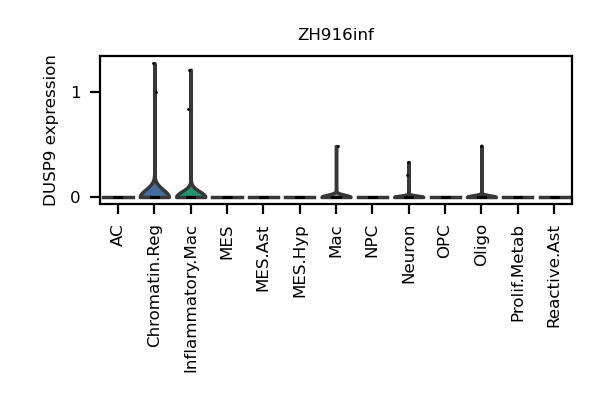 ZH916inf
DUSP9 expression
1
0
AC
Chromatin.Reg
Inflammatory.Mac
MES
MES.Ast
MES.Hyp
Mac
NPC
Neuron
OPC
Oligo
Prolif.Metab
Reactive.Ast